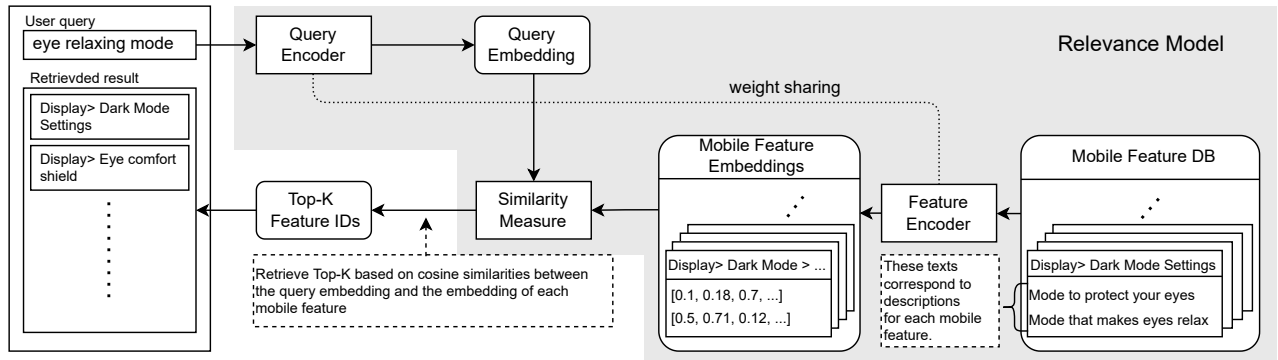 User query
eye relaxing mode
Retrievded result
Display> Dark Mode
Settings
Display> Eye comfort
shield
Query
Encoder
Query
Embedding
Relevance Model
weight sharing
Top-K
Feature IDs
Similarity
Measure
Retrieve Top-K based on cosine similarities between
the query embedding and the embedding of each
mobile feature
Mobile Feature
Embeddings
Display> Dark Mode > ...
[0.1, 0.18, 0.7, ...]
[0.5, 0.71, 0.12, ...]
Feature
Encoder
These texts
correspond to
descriptions
for each mobile
feature.
Mobile Feature DB
Display> Dark Mode Settings
Mode to protect your eyes
Mode that makes eyes relax